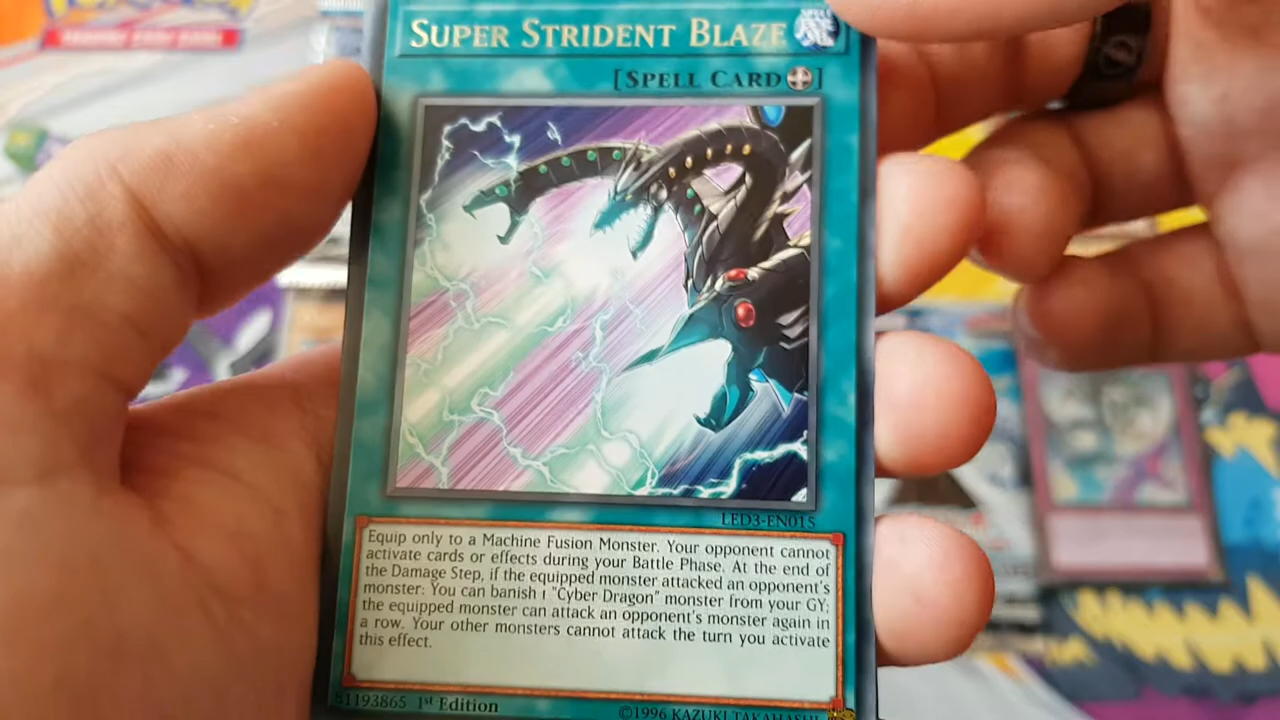 SUPER STRIDENT BLAZE
[SPELL CARD]
LED3-EN015
Equip only to a Machine Fusion Monster. Your opponent cannot
activate cards or effects during your Battle Phase. At the end of
the Damage Step, if the equipped monster attacked an opponent's
monster: You can banish 1 "Cyber Dragon" monster from your GY;
the equipped monster can attack an opponent's monster again in
a row. Your other monsters cannot attack the turn you activate
this effect.
81193865 1st Edition
©1996 KAZUKI TAKAHASHI